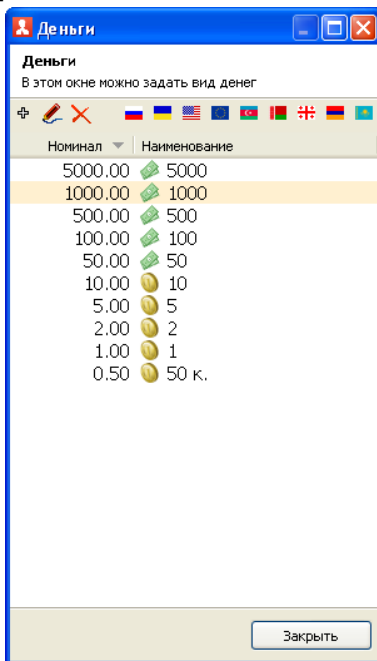 Деньги
Деньги
В этом окне можно задать вид денег
Номинал Наименование
5000.00 5000
1000.00 1000
500.00 500
100.00 100
50.00 50
10.00 10
5.00 5
2.00 2
1.00 1
0.50 50 к.
Закрыть